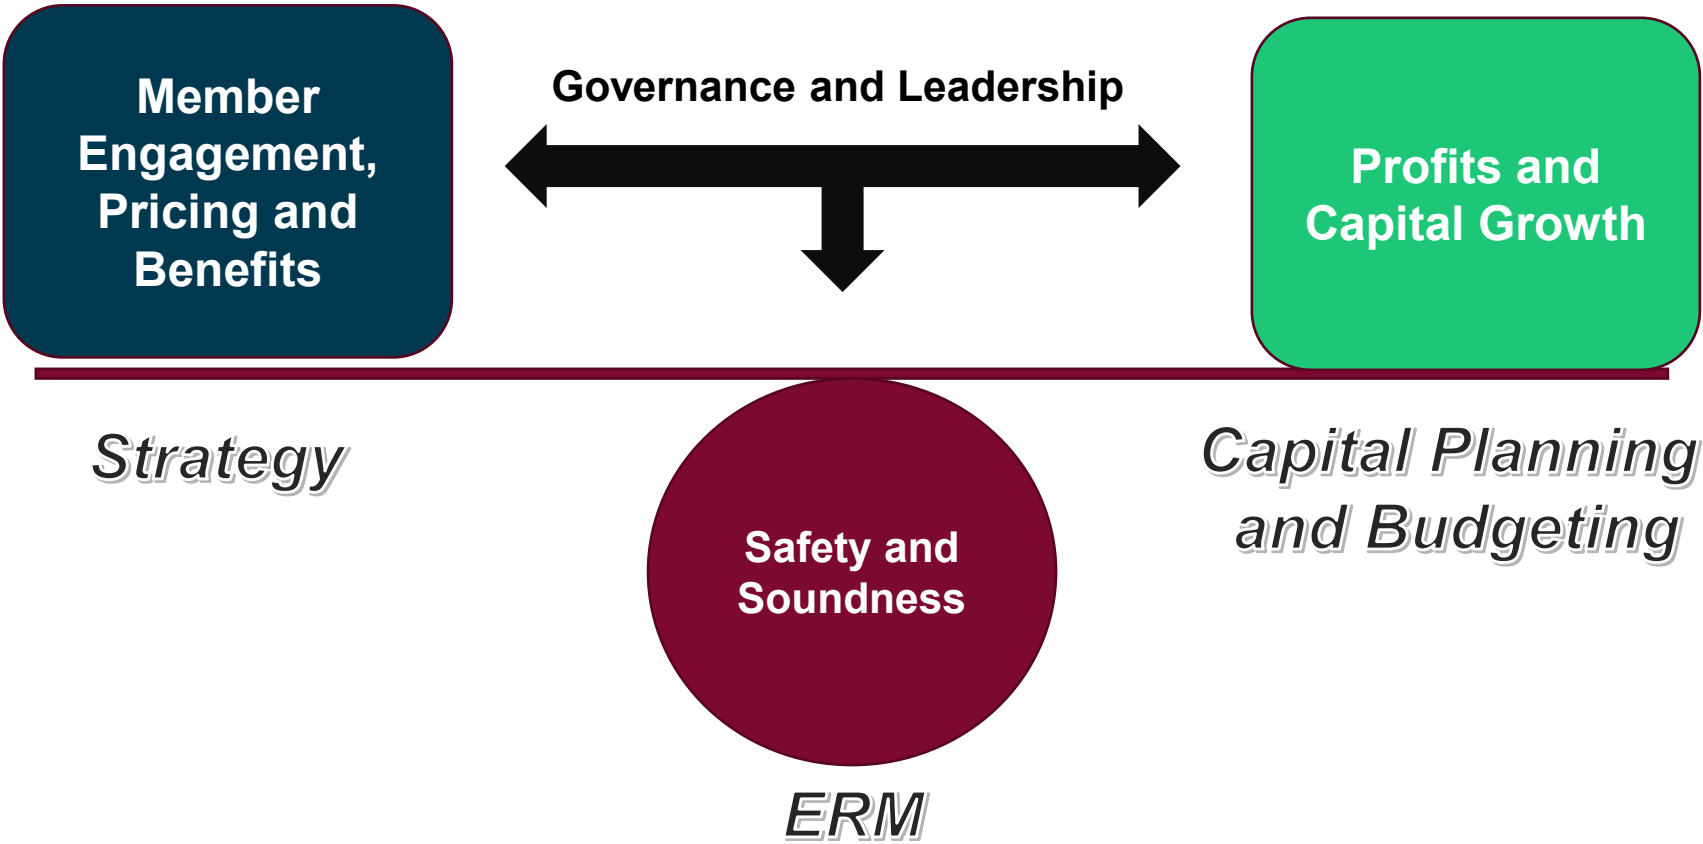 Member
Engagement,
Pricing and
Benefits
Governance and Leadership
Profits and
Capital Growth
Strategy
Capital Planning
and Budgeting
Safety and
Soundness
ERM